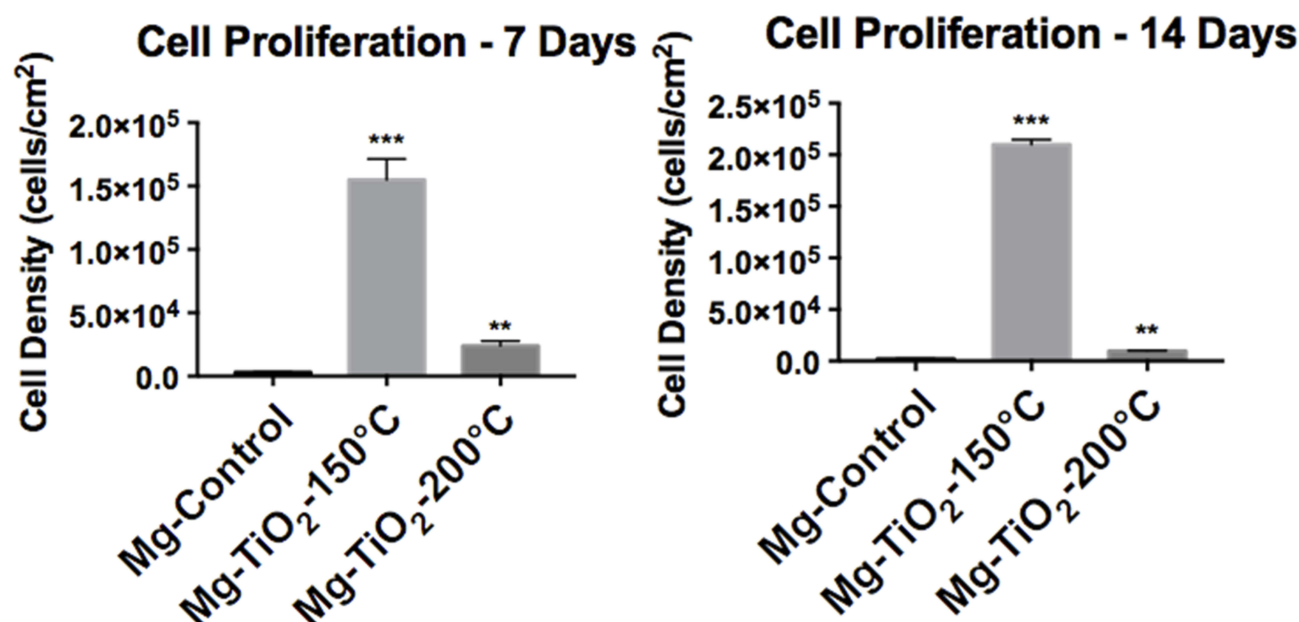 Cell Proliferation - 7 Days
Cell Density (cells/cm²)
2.0×10⁵
1.5×10⁵
1.0×10⁵
5.0×10⁴
0.0
***
**
Mg-Control
Mg-TiO₂-150°C
Mg-TiO₂-200°C
Cell Proliferation - 14 Days
Cell Density (cells/cm²)
2.5×10⁵
2.0×10⁵
1.5×10⁵
1.0×10⁵
5.0×10⁴
0.0
***
**
Mg-Control
Mg-TiO₂-150°C
Mg-TiO₂-200°C